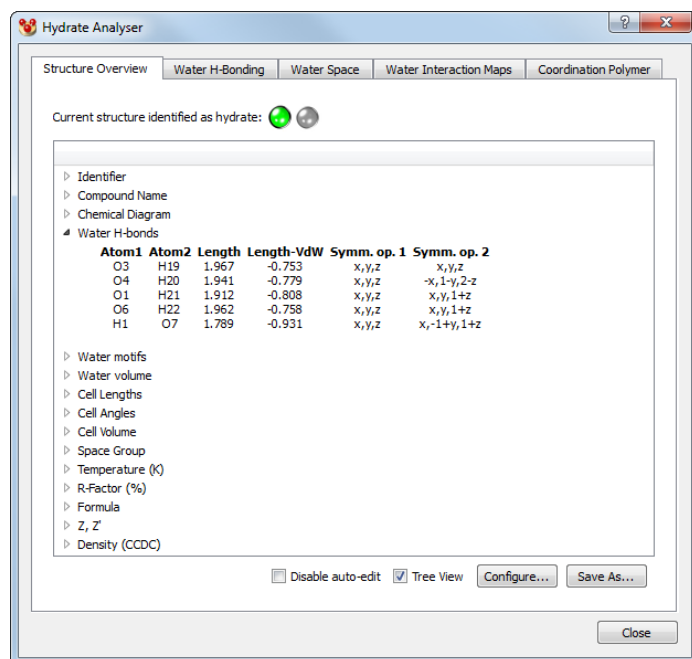 Hydrate Analyser
Structure Overview Water H-Bonding Water Space Water Interaction Maps Coordination Polymer
Current structure identified as hydrate:
Identifier
Compound Name
Chemical Diagram
Water H-bonds
Atom1 Atom2 Length Length-VdW Symm. op. 1 Symm. op. 2
O3 H19 1.967 -0.753 x,y,z x,y,z
O4 H20 1.941 -0.779 x,y,z -x,1-y,2-z
O1 H21 1.912 -0.808 x,y,z x,y,1+z
O6 H22 1.962 -0.758 x,y,z x,y,1+z
H1 O7 1.789 -0.931 x,y,z x,-1+y,1+z
Water motifs
Water volume
Cell Lengths
Cell Angles
Cell Volume
Space Group
Temperature (K)
R-Factor (%)
Formula
Z, Z'
Density (CCDC)
Disable auto-edit Tree View Configure... Save As...
Close